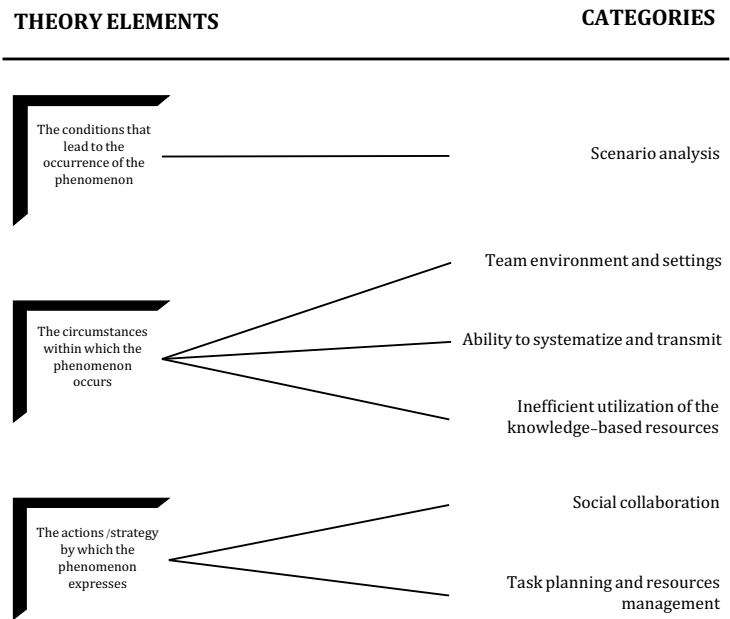 THEORY ELEMENTS
CATEGORIES
The conditions that
lead to the
occurrence of the
phenomenon
Scenario analysis
The circumstances
within which the
phenomenon
occurs
Team environment and settings
Ability to systematize and transmit
Inefficient utilization of the
knowledge–based resources
The actions /strategy
by which the
phenomenon
expresses
Social collaboration
Task planning and resources
management